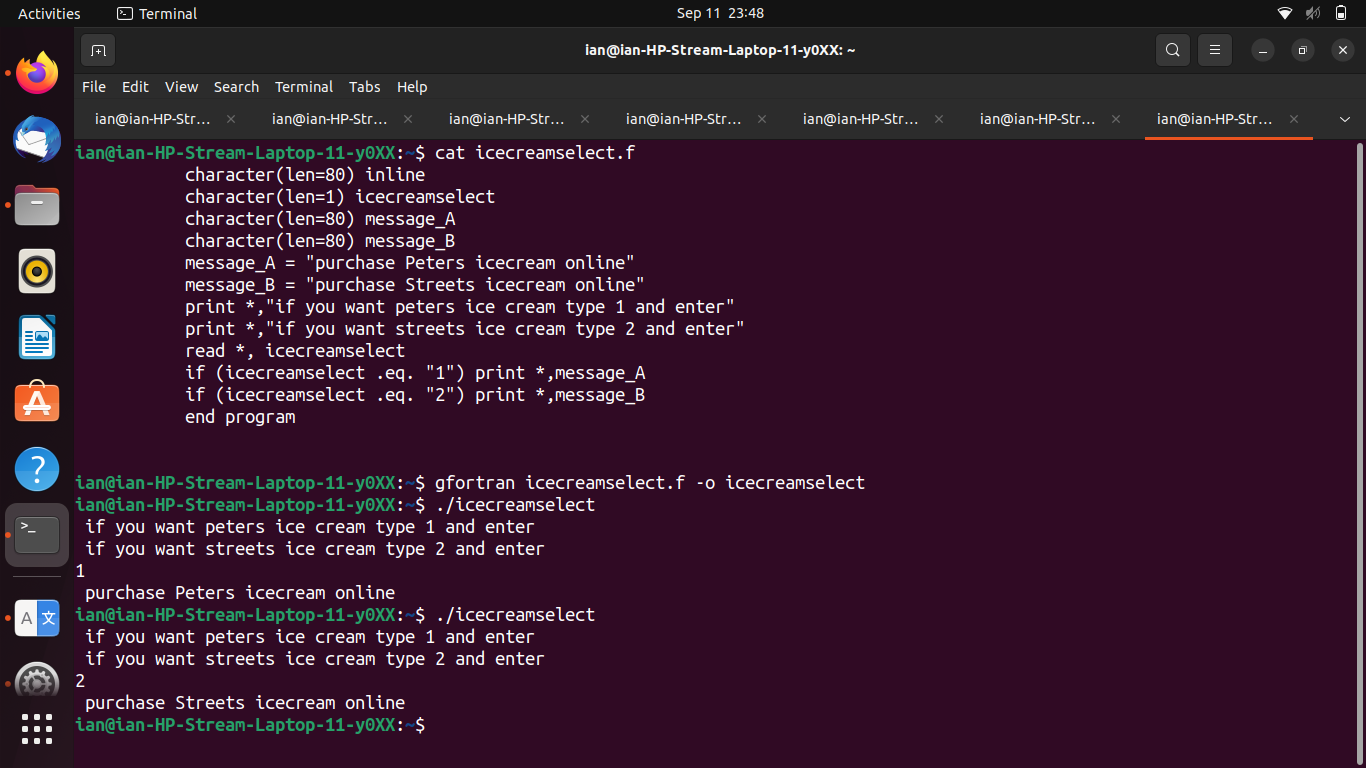 Activities Terminal Sep 11 23:48
ian@ian-HP-Stream-Laptop-11-y0XX: ~
File Edit View Search Terminal Tabs Help
ian@ian-HP-Str... ian@ian-HP-Str... ian@ian-HP-Str... ian@ian-HP-Str... ian@ian-HP-Str... ian@ian-HP-Str... ian@ian-HP-Str...
ian@ian-HP-Stream-Laptop-11-y0XX:~$ cat icecreamselect.f
           character(len=80) inline
           character(len=1) icecreamselect
           character(len=80) message_A
           character(len=80) message_B
           message_A = "purchase Peters icecream online"
           message_B = "purchase Streets icecream online"
           print *,"if you want peters ice cream type 1 and enter"
           print *,"if you want streets ice cream type 2 and enter"
           read *, icecreamselect
           if (icecreamselect .eq. "1") print *,message_A
           if (icecreamselect .eq. "2") print *,message_B
           end program
ian@ian-HP-Stream-Laptop-11-y0XX:~$ gfortran icecreamselect.f -o icecreamselect
ian@ian-HP-Stream-Laptop-11-y0XX:~$ ./icecreamselect
 if you want peters ice cream type 1 and enter
 if you want streets ice cream type 2 and enter
1
 purchase Peters icecream online
ian@ian-HP-Stream-Laptop-11-y0XX:~$ ./icecreamselect
 if you want peters ice cream type 1 and enter
 if you want streets ice cream type 2 and enter
2
 purchase Streets icecream online
ian@ian-HP-Stream-Laptop-11-y0XX:~$